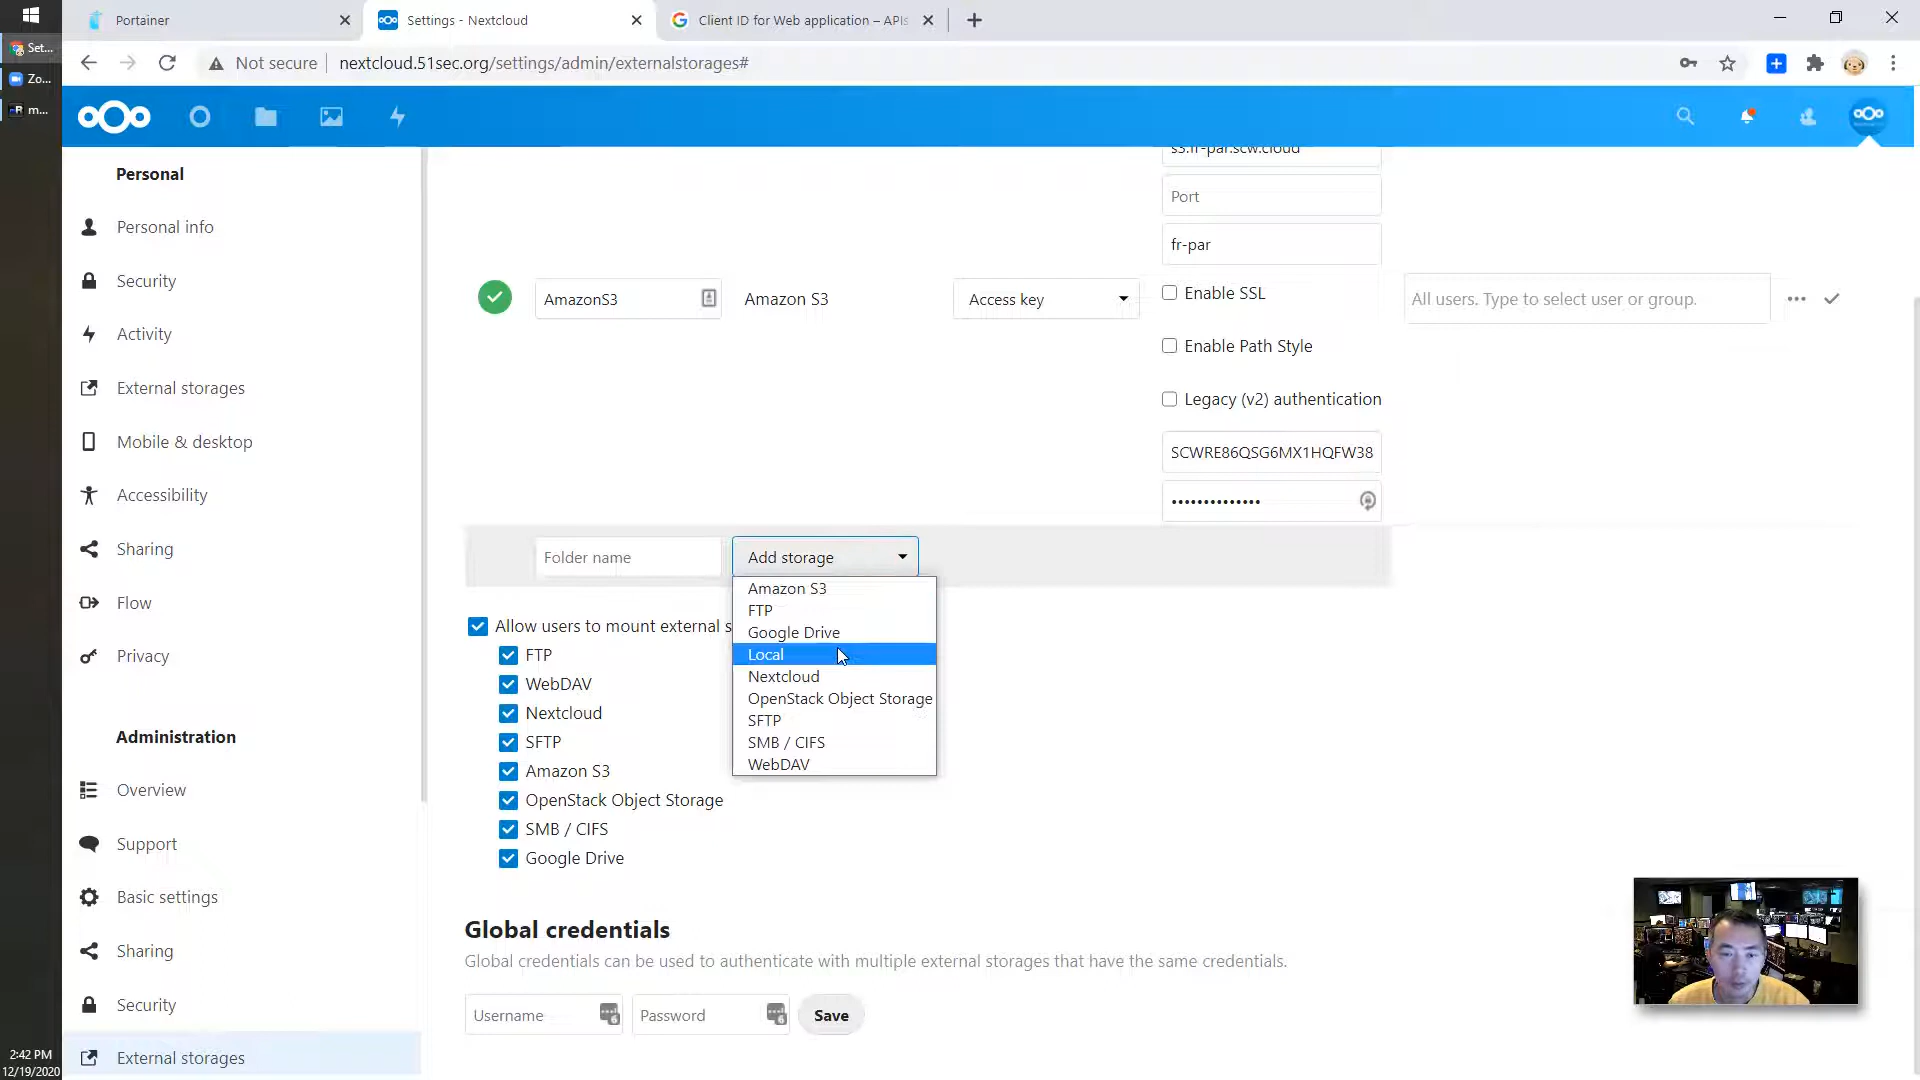 Portainer
Settings - Nextcloud
Client ID for Web application – APIs
Set...
Zo...
m...
Not secure
nextcloud.51sec.org/settings/admin/externalstorages#
Personal
Personal info
Security
Activity
External storages
Mobile & desktop
Accessibility
Sharing
Flow
Privacy
Administration
Overview
Support
Basic settings
Sharing
Security
External storages
s3.fr-par.scw.cloud
Port
fr-par
AmazonS3
Amazon S3
Access key
Enable SSL
All users. Type to select user or group.
Enable Path Style
Legacy (v2) authentication
SCWRE86QSG6MX1HQFW38
••••••••••••••
Folder name
Add storage
Amazon S3
FTP
Google Drive
Local
Nextcloud
OpenStack Object Storage
SFTP
SMB / CIFS
WebDAV
Allow users to mount external s
FTP
WebDAV
Nextcloud
SFTP
Amazon S3
OpenStack Object Storage
SMB / CIFS
Google Drive
Global credentials
Global credentials can be used to authenticate with multiple external storages that have the same credentials.
Username
Password
Save
2:42 PM
12/19/2020